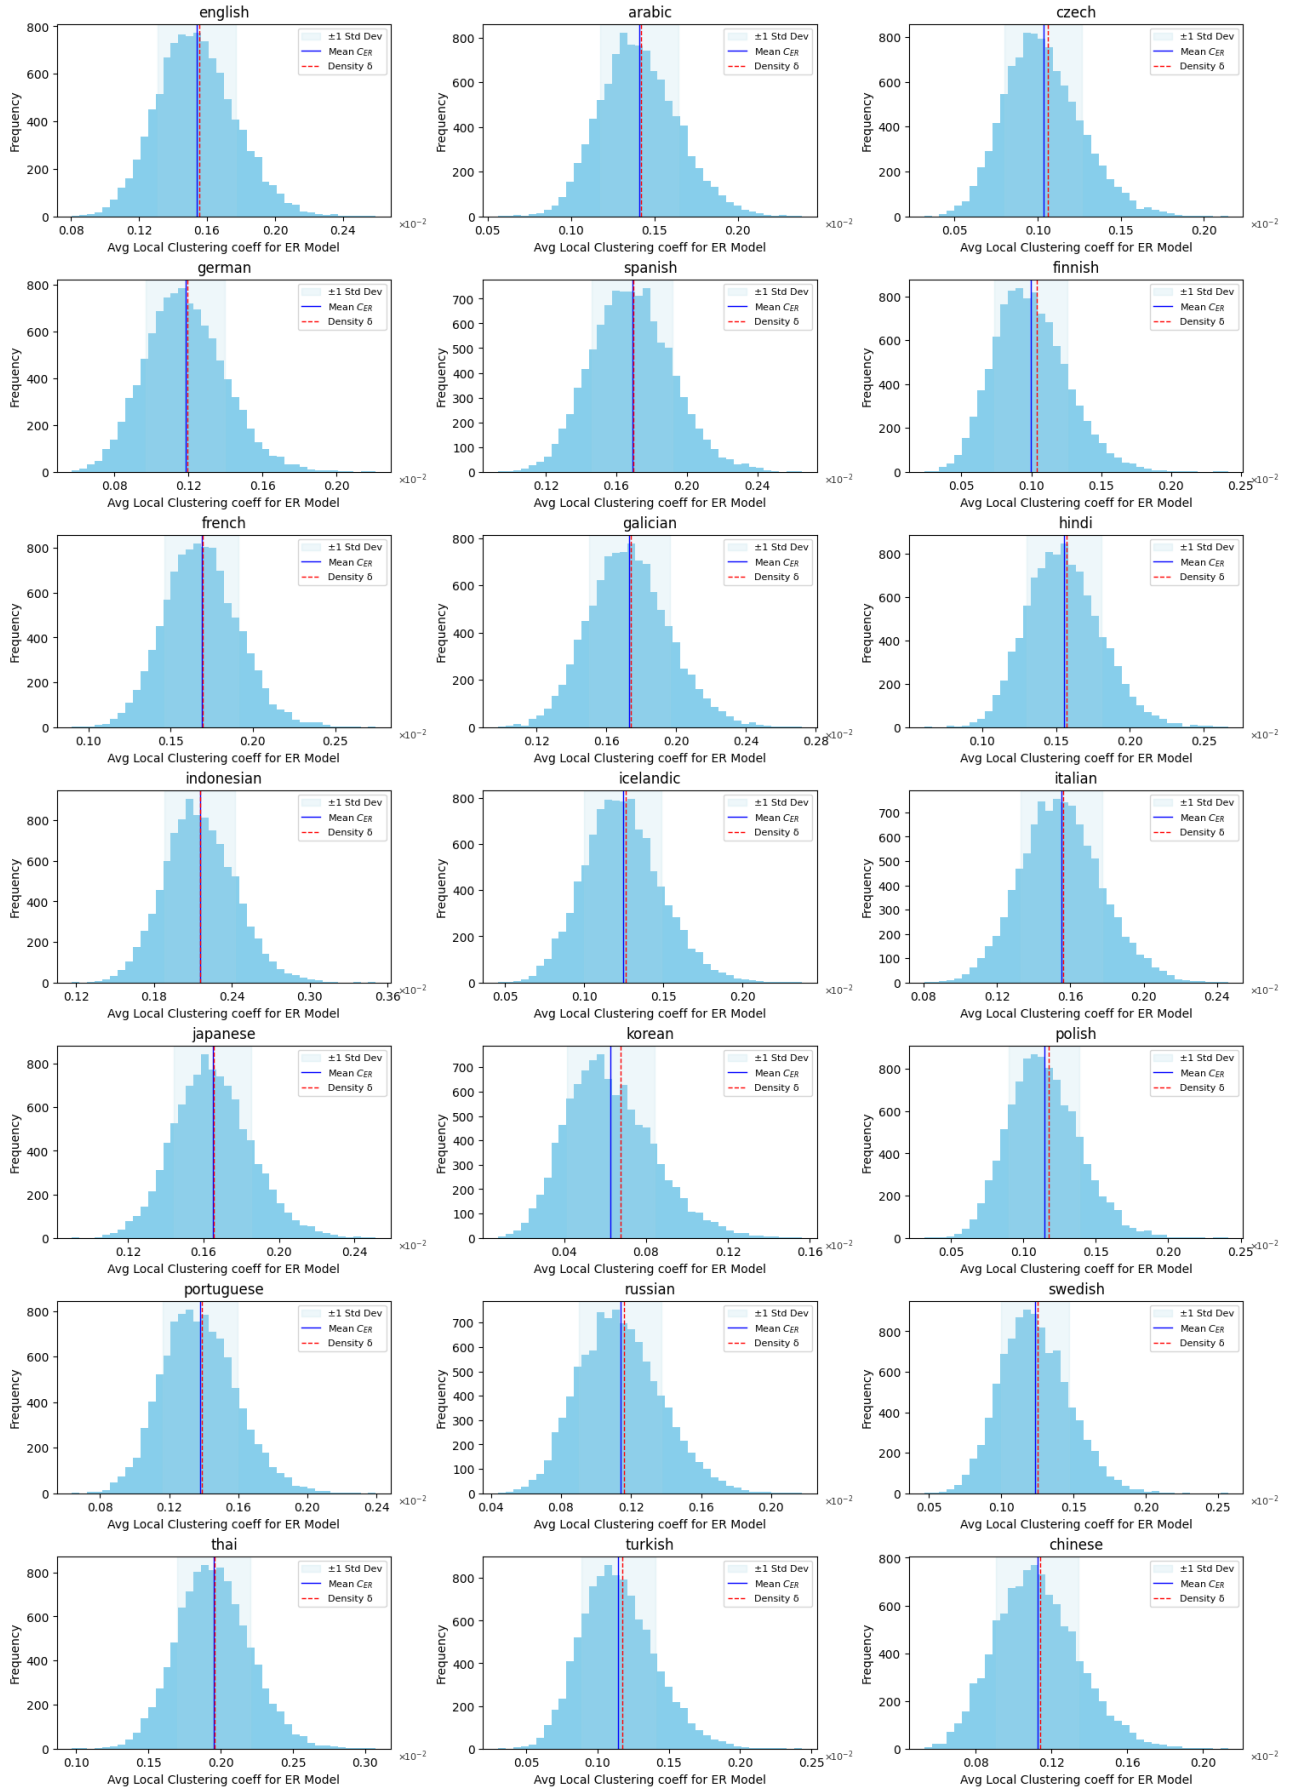 english
±1 Std Dev
Mean C_ER
Density δ
Frequency
800
600
400
200
0
0.08 0.12 0.16 0.20 0.24 ×10⁻²
Avg Local Clustering coeff for ER Model
arabic
±1 Std Dev
Mean C_ER
Density δ
Frequency
800
600
400
200
0
0.05 0.10 0.15 0.20 ×10⁻²
Avg Local Clustering coeff for ER Model
czech
±1 Std Dev
Mean C_ER
Density δ
Frequency
800
600
400
200
0
0.05 0.10 0.15 0.20 ×10⁻²
Avg Local Clustering coeff for ER Model
german
±1 Std Dev
Mean C_ER
Density δ
Frequency
800
600
400
200
0
0.08 0.12 0.16 0.20 ×10⁻²
Avg Local Clustering coeff for ER Model
spanish
±1 Std Dev
Mean C_ER
Density δ
Frequency
700
600
500
400
300
200
100
0
0.12 0.16 0.20 0.24 ×10⁻²
Avg Local Clustering coeff for ER Model
finnish
±1 Std Dev
Mean C_ER
Density δ
Frequency
800
600
400
200
0
0.05 0.10 0.15 0.20 0.25 ×10⁻²
Avg Local Clustering coeff for ER Model
french
±1 Std Dev
Mean C_ER
Density δ
Frequency
800
600
400
200
0
0.10 0.15 0.20 0.25 ×10⁻²
Avg Local Clustering coeff for ER Model
galician
±1 Std Dev
Mean C_ER
Density δ
Frequency
800
600
400
200
0
0.12 0.16 0.20 0.24 0.28 ×10⁻²
Avg Local Clustering coeff for ER Model
hindi
±1 Std Dev
Mean C_ER
Density δ
Frequency
800
600
400
200
0
0.10 0.15 0.20 0.25 ×10⁻²
Avg Local Clustering coeff for ER Model
indonesian
±1 Std Dev
Mean C_ER
Density δ
Frequency
800
600
400
200
0
0.12 0.18 0.24 0.30 0.36 ×10⁻²
Avg Local Clustering coeff for ER Model
icelandic
±1 Std Dev
Mean C_ER
Density δ
Frequency
800
600
400
200
0
0.05 0.10 0.15 0.20 ×10⁻²
Avg Local Clustering coeff for ER Model
italian
±1 Std Dev
Mean C_ER
Density δ
Frequency
700
600
500
400
300
200
100
0
0.08 0.12 0.16 0.20 0.24 ×10⁻²
Avg Local Clustering coeff for ER Model
japanese
±1 Std Dev
Mean C_ER
Density δ
Frequency
800
600
400
200
0
0.12 0.16 0.20 0.24 ×10⁻²
Avg Local Clustering coeff for ER Model
korean
±1 Std Dev
Mean C_ER
Density δ
Frequency
700
600
500
400
300
200
100
0
0.04 0.08 0.12 0.16 ×10⁻²
Avg Local Clustering coeff for ER Model
polish
±1 Std Dev
Mean C_ER
Density δ
Frequency
800
600
400
200
0
0.05 0.10 0.15 0.20 0.25 ×10⁻²
Avg Local Clustering coeff for ER Model
portuguese
±1 Std Dev
Mean C_ER
Density δ
Frequency
800
600
400
200
0
0.08 0.12 0.16 0.20 0.24 ×10⁻²
Avg Local Clustering coeff for ER Model
russian
±1 Std Dev
Mean C_ER
Density δ
Frequency
700
600
500
400
300
200
100
0
0.04 0.08 0.12 0.16 0.20 ×10⁻²
Avg Local Clustering coeff for ER Model
swedish
±1 Std Dev
Mean C_ER
Density δ
Frequency
800
600
400
200
0
0.05 0.10 0.15 0.20 0.25 ×10⁻²
Avg Local Clustering coeff for ER Model
thai
±1 Std Dev
Mean C_ER
Density δ
Frequency
800
600
400
200
0
0.10 0.15 0.20 0.25 0.30 ×10⁻²
Avg Local Clustering coeff for ER Model
turkish
±1 Std Dev
Mean C_ER
Density δ
Frequency
800
600
400
200
0
0.05 0.10 0.15 0.20 0.25 ×10⁻²
Avg Local Clustering coeff for ER Model
chinese
±1 Std Dev
Mean C_ER
Density δ
Frequency
800
700
600
500
400
300
200
100
0
0.08 0.12 0.16 0.20 ×10⁻²
Avg Local Clustering coeff for ER Model